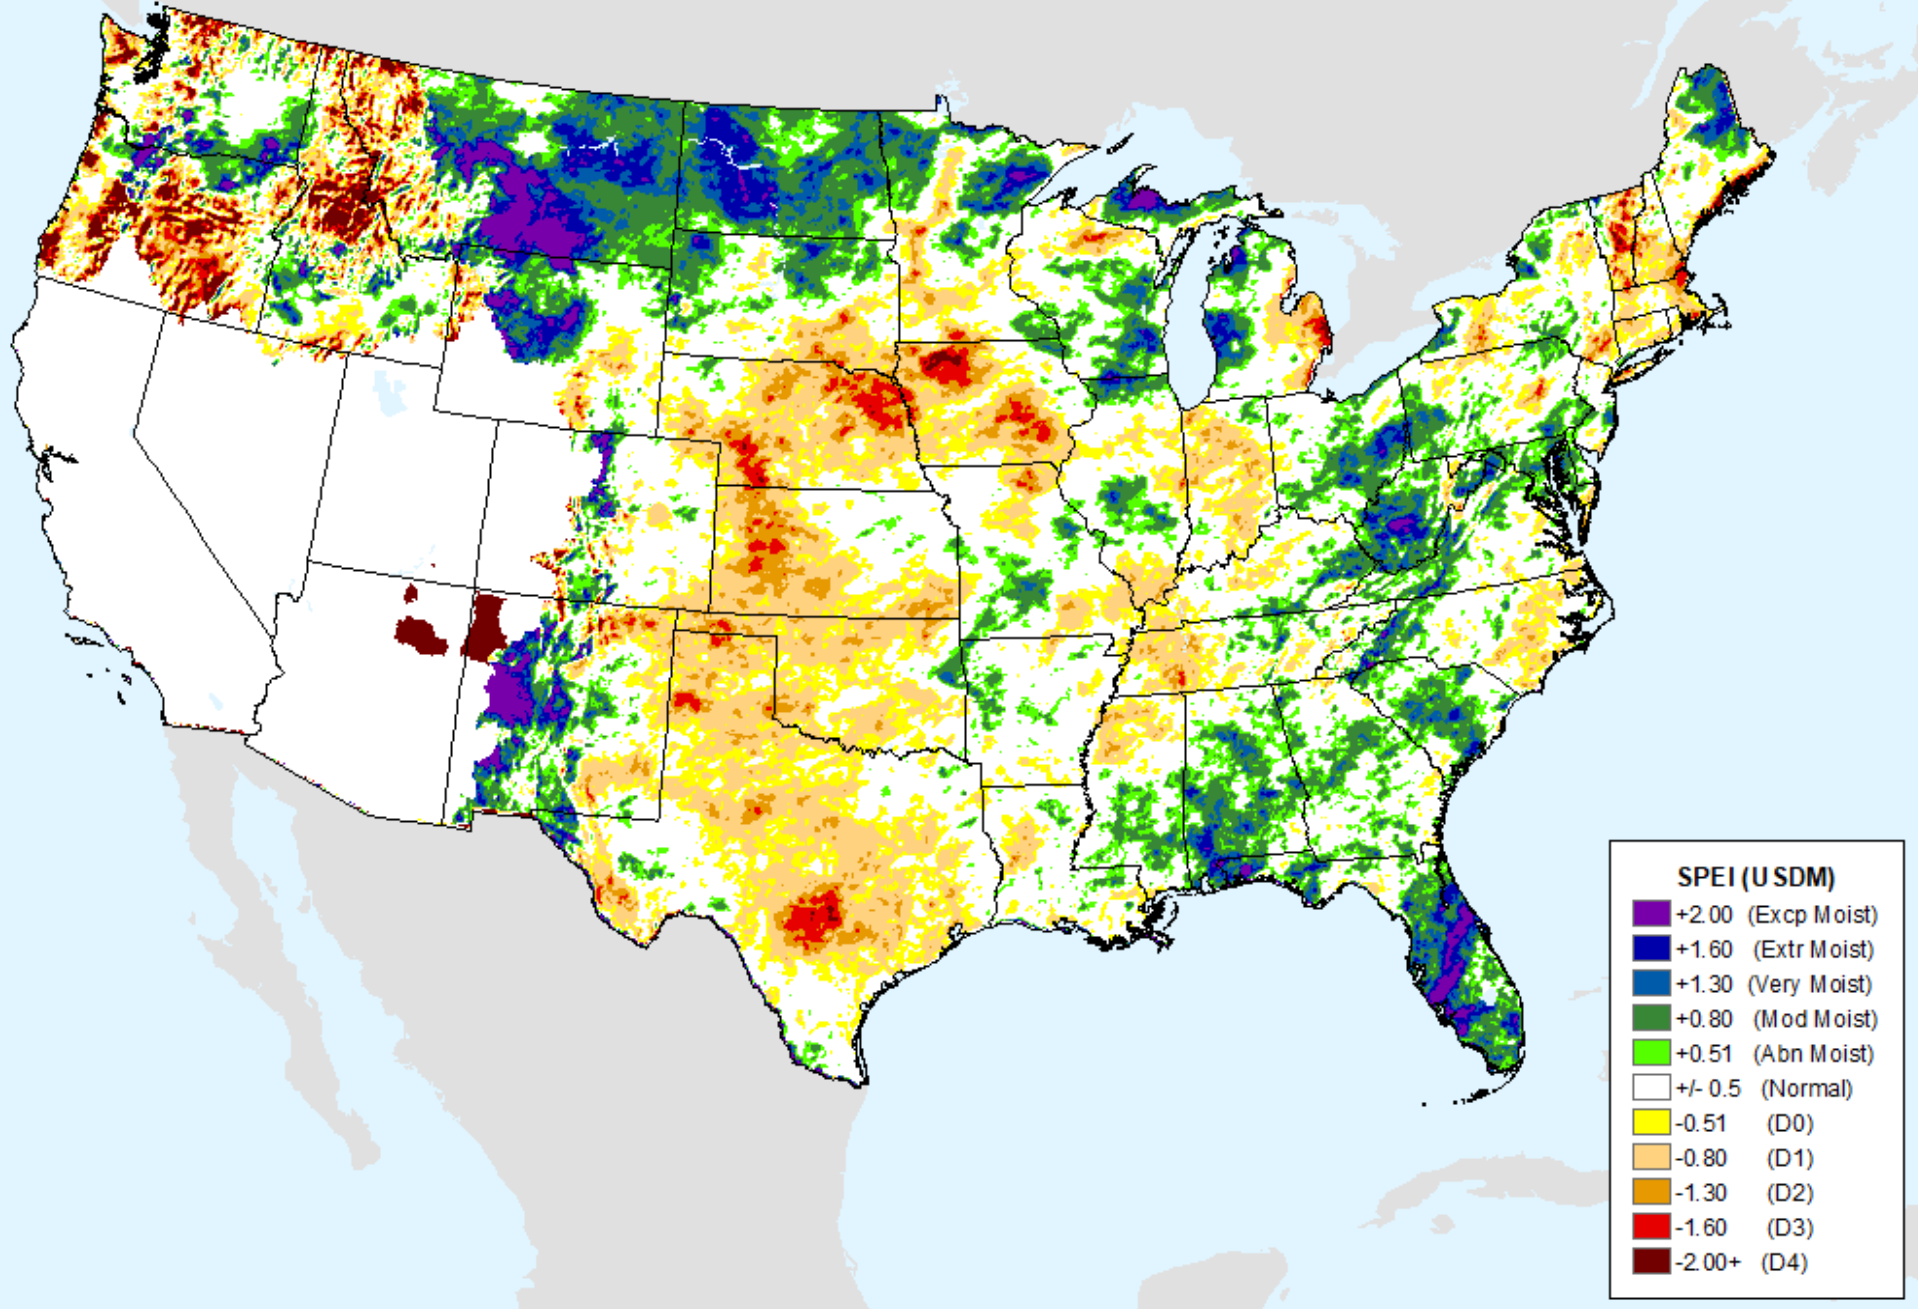 SPEI (USDM)
+2.00 (Excp Moist)
+1.60 (Extr Moist)
+1.30 (Very Moist)
+0.80 (Mod Moist)
+0.51 (Abn Moist)
+/- 0.5 (Normal)
-0.51 (D0)
-0.80 (D1)
-1.30 (D2)
-1.60 (D3)
-2.00+ (D4)